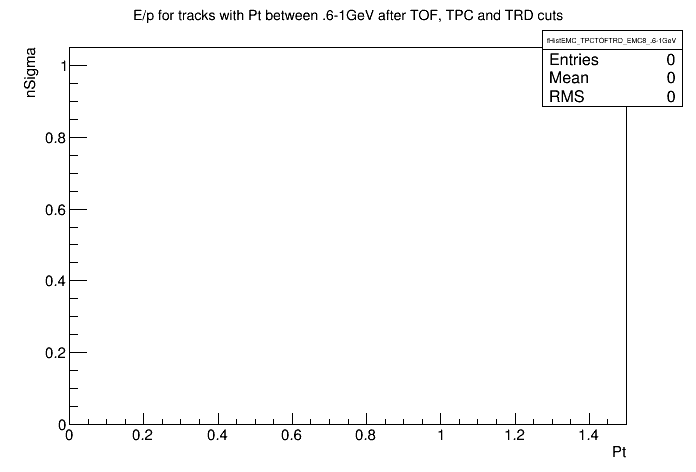 E/p for tracks with Pt between .6-1GeV after TOF, TPC and TRD cuts
fHistEMC_TPCTOFTRD_EMC8_.6-1GeV
Entries 0
Mean 0
RMS 0
nSigma
1
0.8
0.6
0.4
0.2
0
0 0.2 0.4 0.6 0.8 1 1.2 1.4
Pt